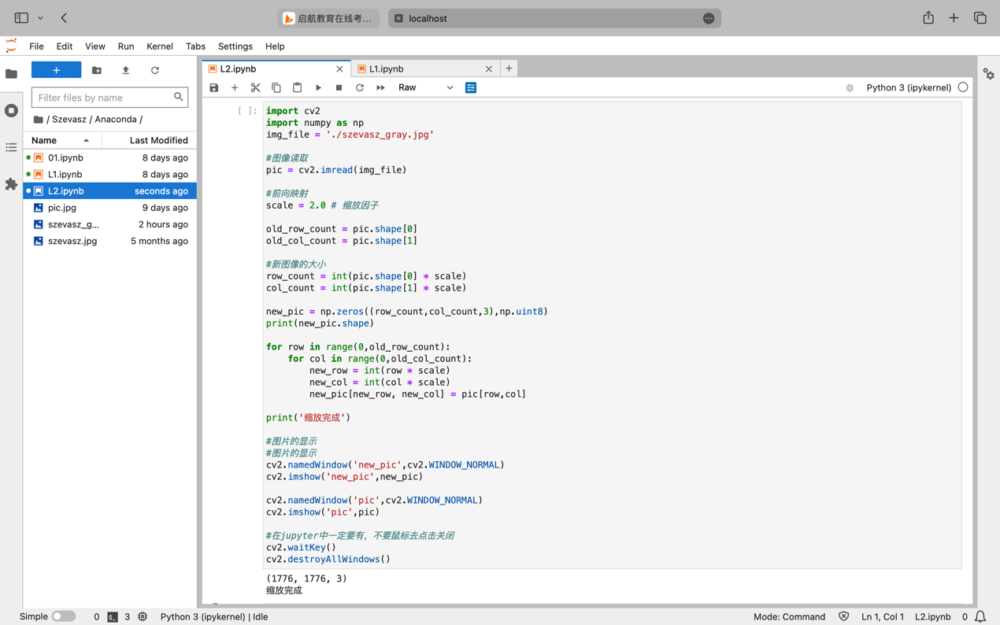 启航教育在线考...
localhost
File Edit View Run Kernel Tabs Settings Help
L2.ipynb
L1.ipynb
Filter files by name
Raw
Python 3 (ipykernel)
/ Szevasz / Anaconda /
Name Last Modified
01.ipynb 8 days ago
L1.ipynb 8 days ago
L2.ipynb seconds ago
pic.jpg 9 days ago
szevasz_g... 2 hours ago
szevasz.jpg 5 months ago
[ ]:
import cv2
import numpy as np
img_file = './szevasz_gray.jpg'
#图像读取
pic = cv2.imread(img_file)
#前向映射
scale = 2.0 # 缩放因子
old_row_count = pic.shape[0]
old_col_count = pic.shape[1]
#新图像的大小
row_count = int(pic.shape[0] * scale)
col_count = int(pic.shape[1] * scale)
new_pic = np.zeros((row_count,col_count,3),np.uint8)
print(new_pic.shape)
for row in range(0,old_row_count):
    for col in range(0,old_col_count):
        new_row = int(row * scale)
        new_col = int(col * scale)
        new_pic[new_row, new_col] = pic[row,col]
print('缩放完成')
#图片的显示
#图片的显示
cv2.namedWindow('new_pic',cv2.WINDOW_NORMAL)
cv2.imshow('new_pic',new_pic)
cv2.namedWindow('pic',cv2.WINDOW_NORMAL)
cv2.imshow('pic',pic)
#在jupyter中一定要有，不要鼠标去点击关闭
cv2.waitKey()
cv2.destroyAllWindows()
(1776, 1776, 3)
缩放完成
Simple 0 3 Python 3 (ipykernel) | Idle Mode: Command Ln 1, Col 1 L2.ipynb 0